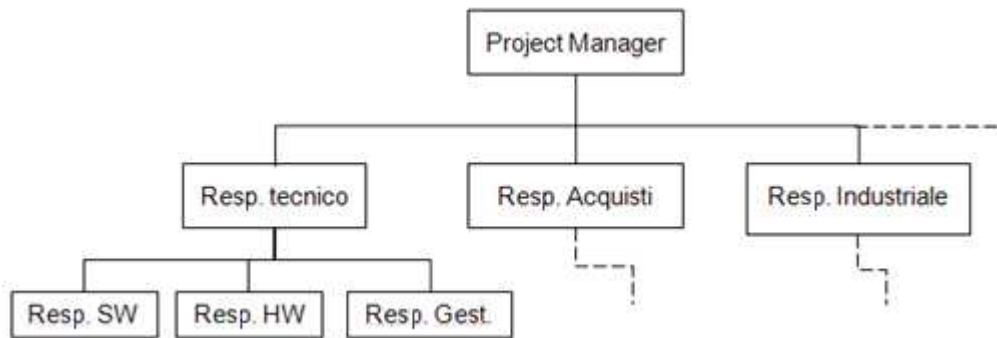 Project Manager
Resp. tecnico
Resp. Acquisti
Resp. Industriale
Resp. SW
Resp. HW
Resp. Gest.